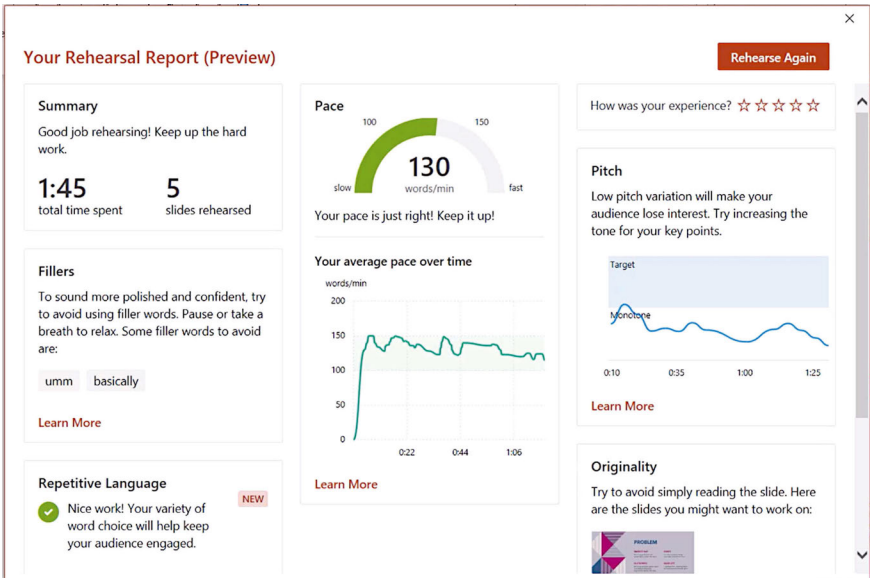 Your Rehearsal Report (Preview)
Rehearse Again
Summary
Good job rehearsing! Keep up the hard
work.
1:45
total time spent
5
slides rehearsed
Fillers
To sound more polished and confident, try
to avoid using filler words. Pause or take a
breath to relax. Some filler words to avoid
are:
umm
basically
Learn More
Repetitive Language
NEW
Nice work! Your variety of
word choice will help keep
your audience engaged.
Pace
100
150
130
slow
words/min
fast
Your pace is just right! Keep it up!
Your average pace over time
words/min
200
150
100
50
0
0:22
0:44
1:06
Learn More
How was your experience?
Pitch
Low pitch variation will make your
audience lose interest. Try increasing the
tone for your key points.
Target
Monotone
0:10
0:35
1:00
1:25
Learn More
Originality
Try to avoid simply reading the slide. Here
are the slides you might want to work on:
PROBLEM